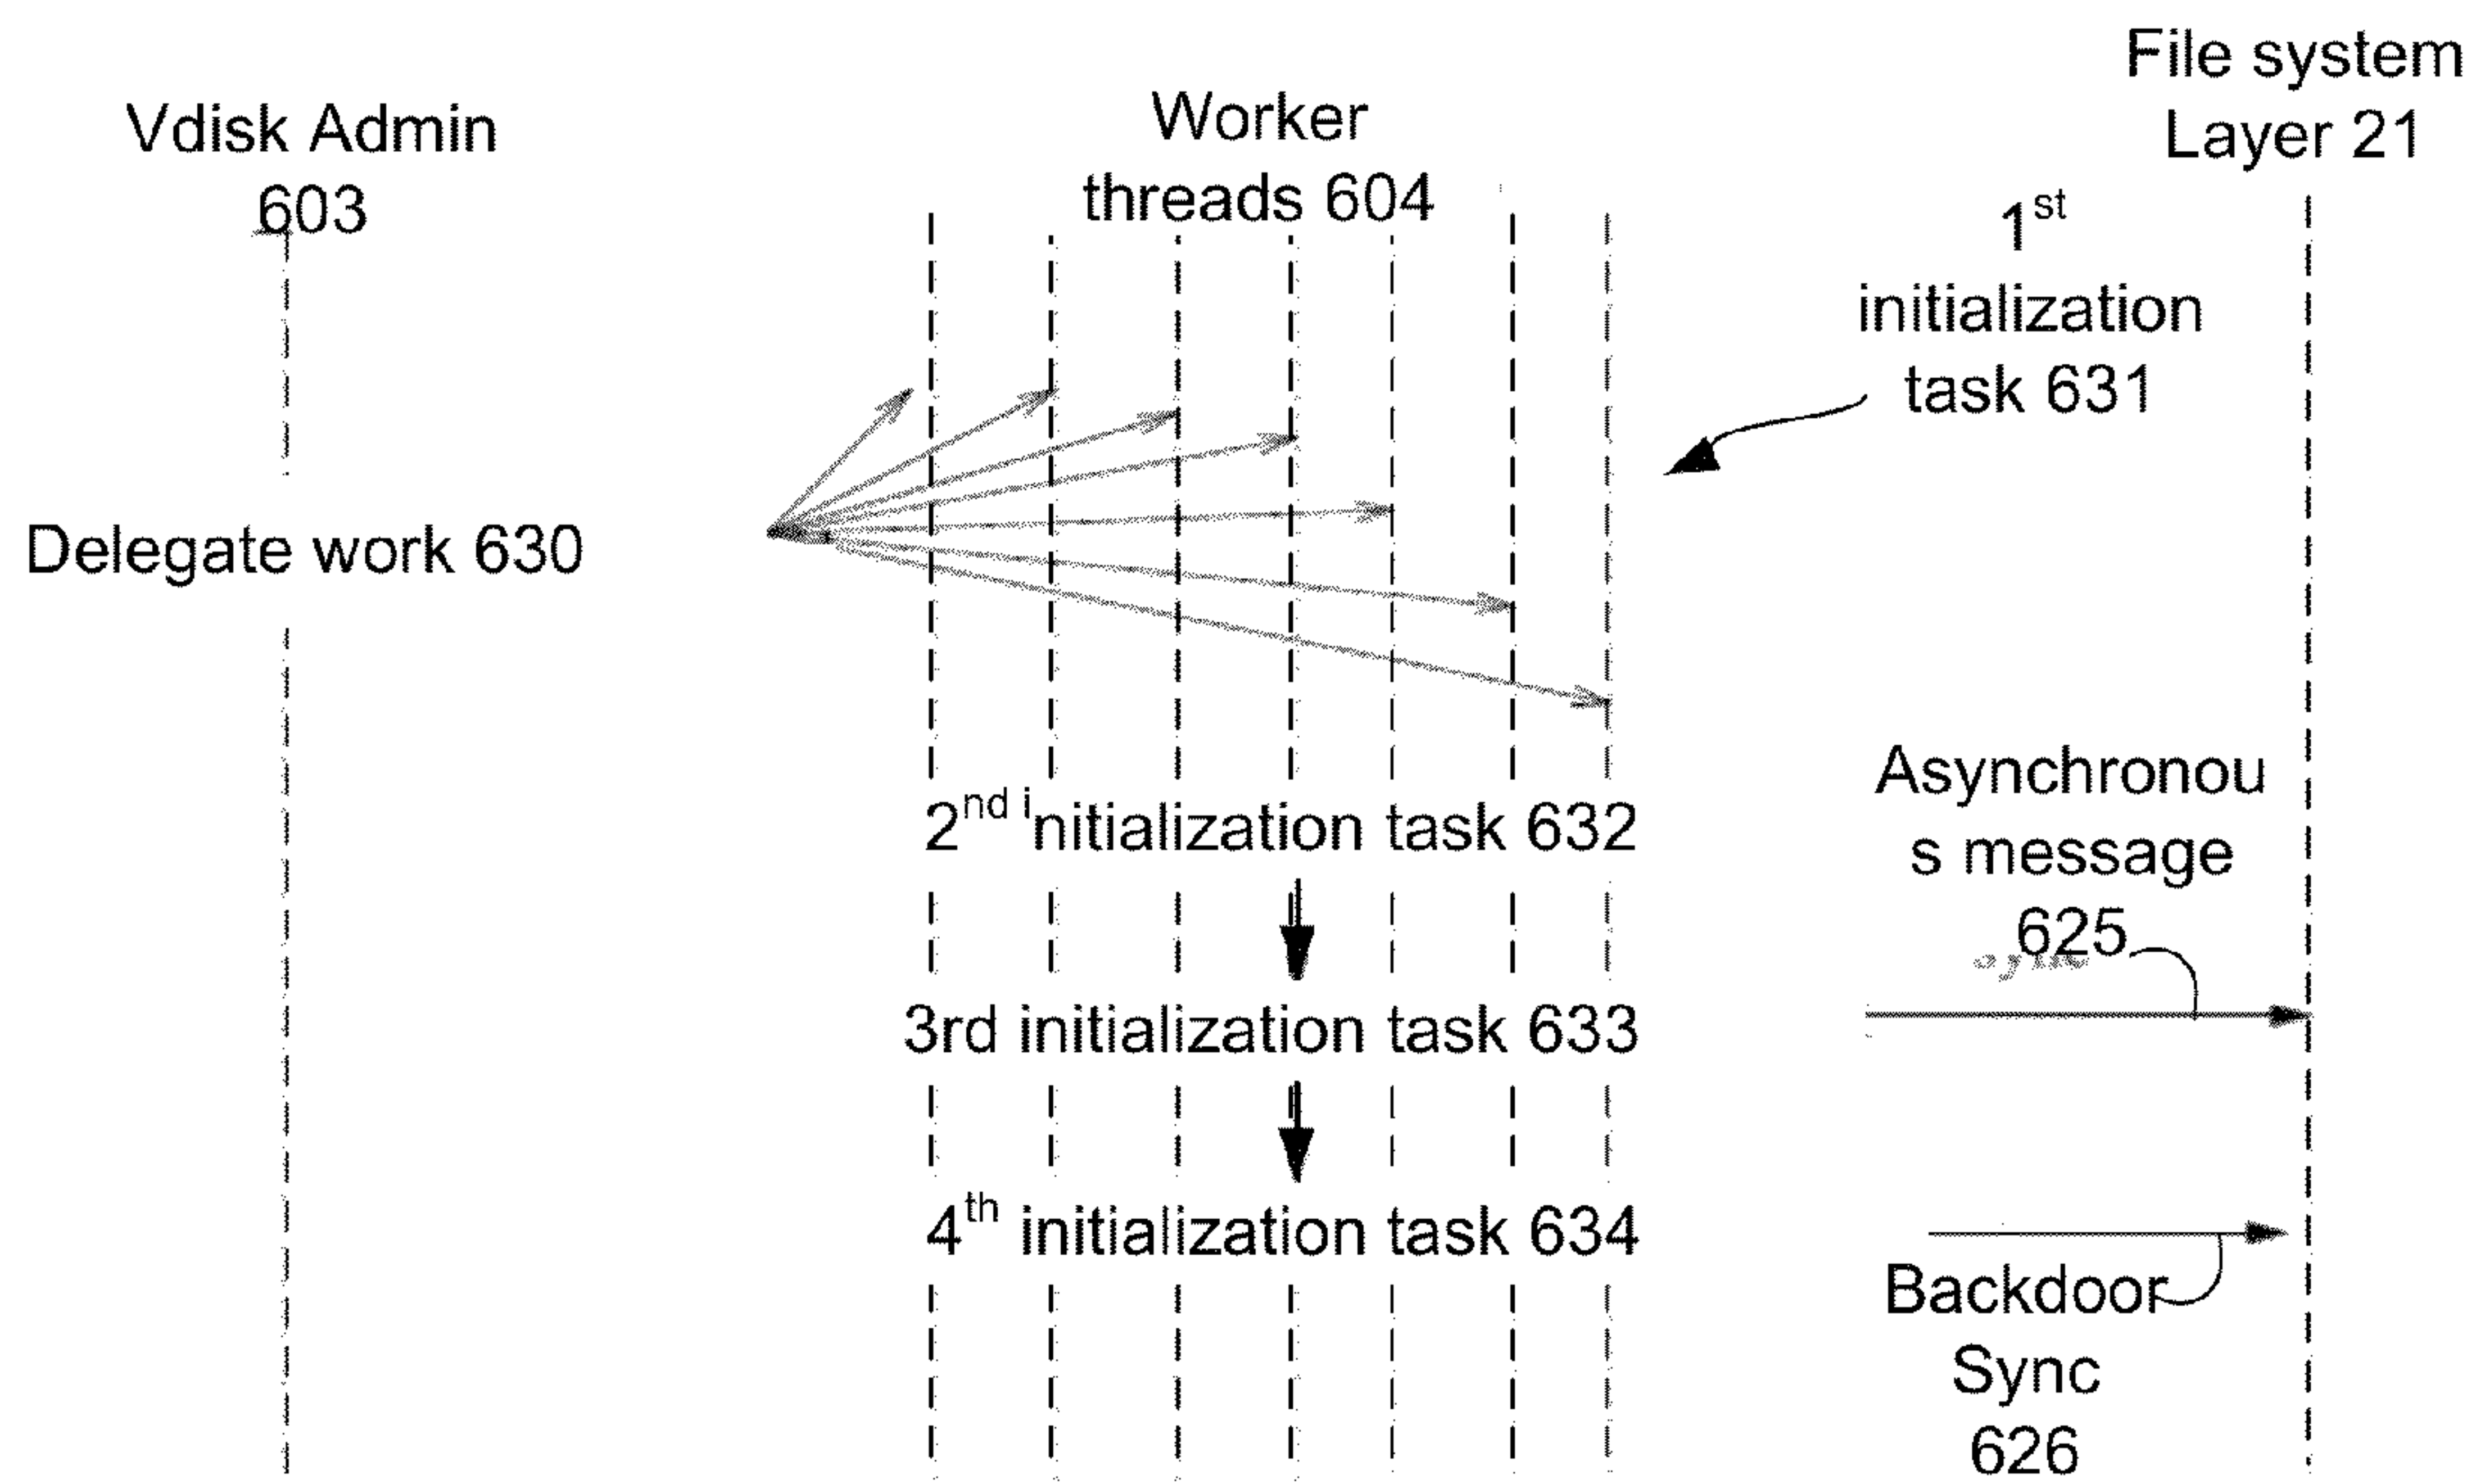 Vdisk Admin
603
Worker
threads 604
File system
Layer 21
1st
initialization
task 631
Delegate work 630
2nd initialization task 632
Asynchronou
s message
625
3rd initialization task 633
4th initialization task 634
Backdoor
Sync
626